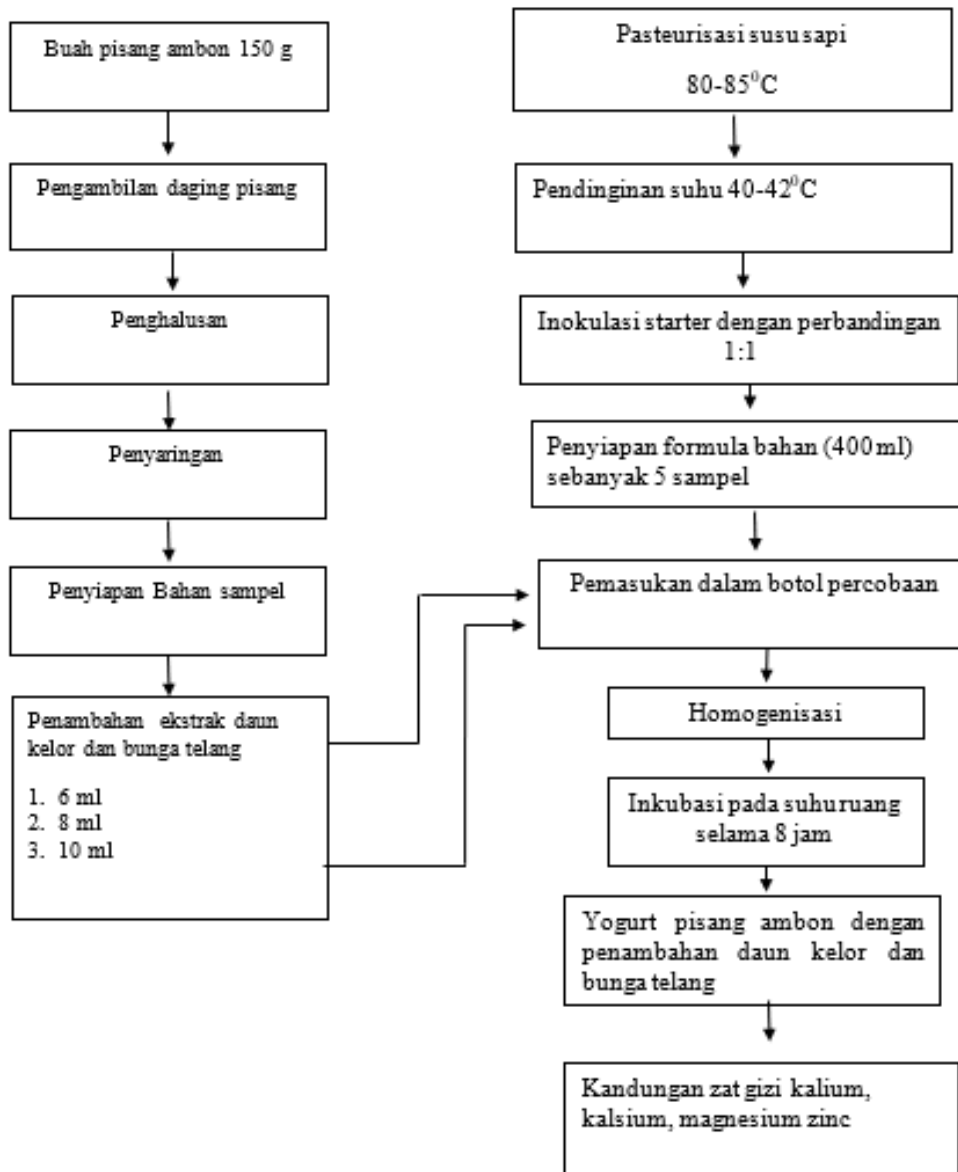 Buah pisang ambon 150 g
Pengambilan daging pisang
Penghalusan
Penyaringan
Penyiapan Bahan sampel
Penambahan ekstrak daun
kelor dan bunga telang
1. 6 ml
2. 8 ml
3. 10 ml
Pasteurisasi susu sapi
80-85⁰C
Pendinginan suhu 40-42⁰C
Inokulasi starter dengan perbandingan
1:1
Penyiapan formula bahan (400 ml)
sebanyak 5 sampel
Pemasukan dalam botol percobaan
Homogenisasi
Inkubasi pada suhu ruang
selama 8 jam
Yogurt pisang ambon dengan
penambahan daun kelor dan
bunga telang
Kandungan zat gizi kalium,
kalsium, magnesium zinc